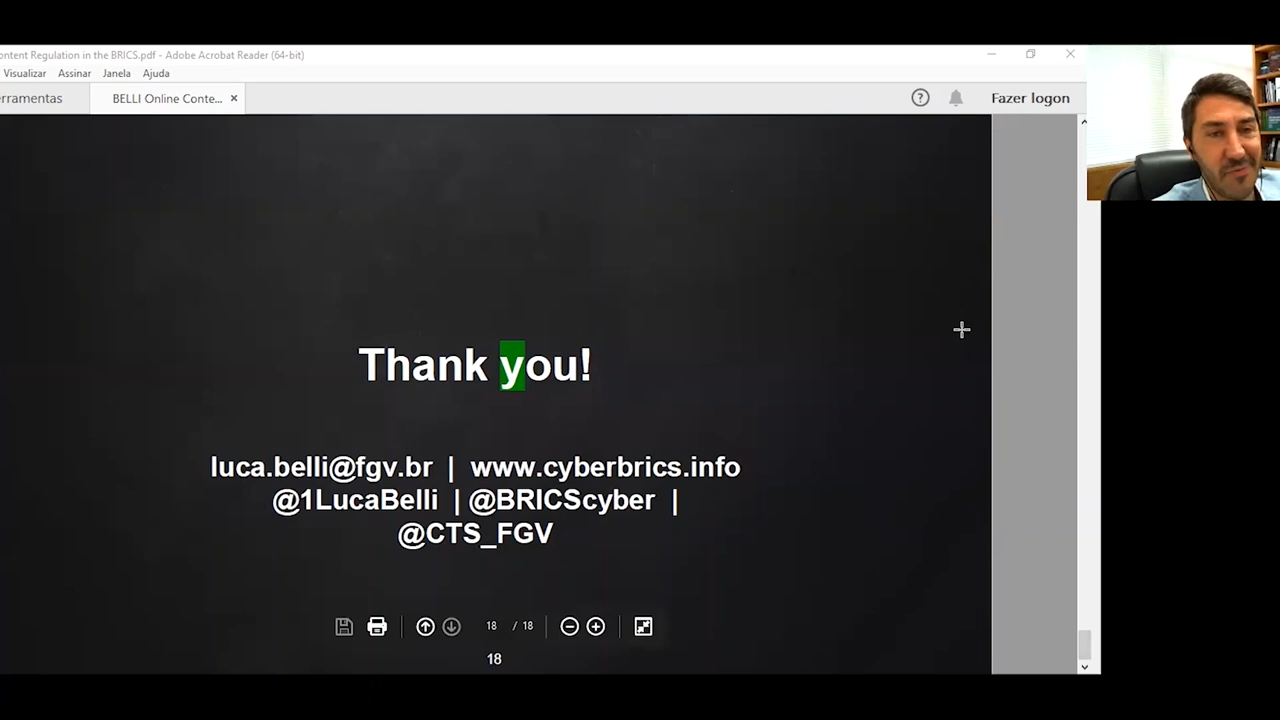 ontent Regulation in the BRICS.pdf - Adobe Acrobat Reader (64-bit)
Visualizar Assinar Janela Ajuda
erramentas BELLI Online Conte... × Fazer logon
Thank you!
luca.belli@fgv.br | www.cyberbrics.info
@1LucaBelli | @BRICScyber |
@CTS_FGV
18 / 18
18